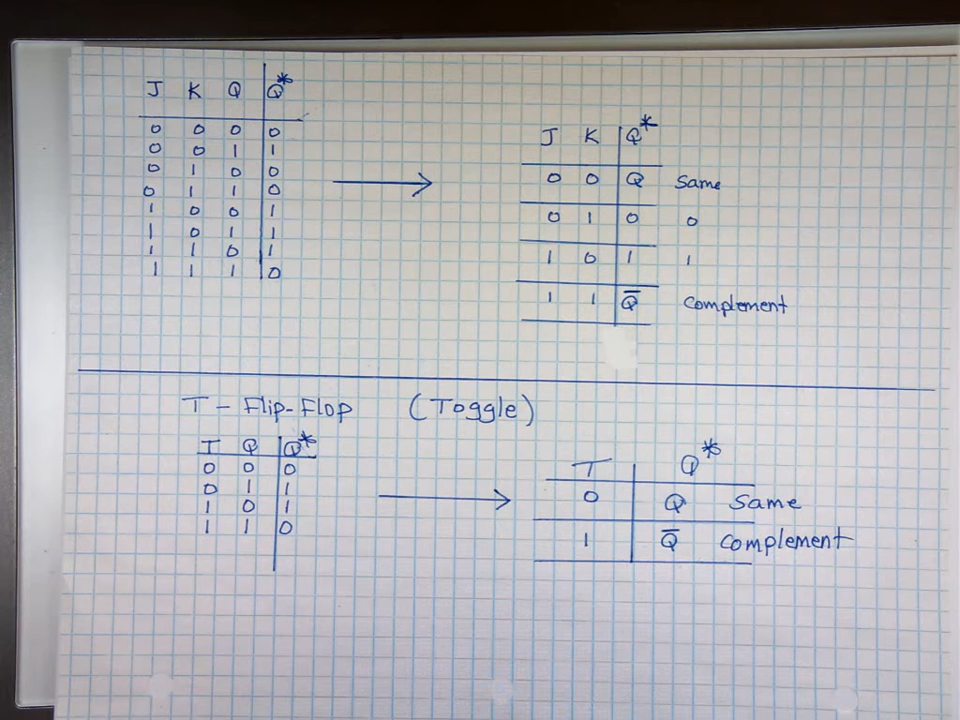 J K Q Q*
0 0 0 0
0 0 1 1
0 1 0 0
0 1 1 0
1 0 0 1
1 0 1 1
1 1 0 1
1 1 1 0
J K Q*
0 0 Q Same
0 1 0 0
1 0 1 1
1 1 Q̅ Complement
T - Flip-Flop (Toggle)
T Q Q*
0 0 0
0 1 1
1 0 1
1 1 0
T Q*
0 Q Same
1 Q̅ Complement